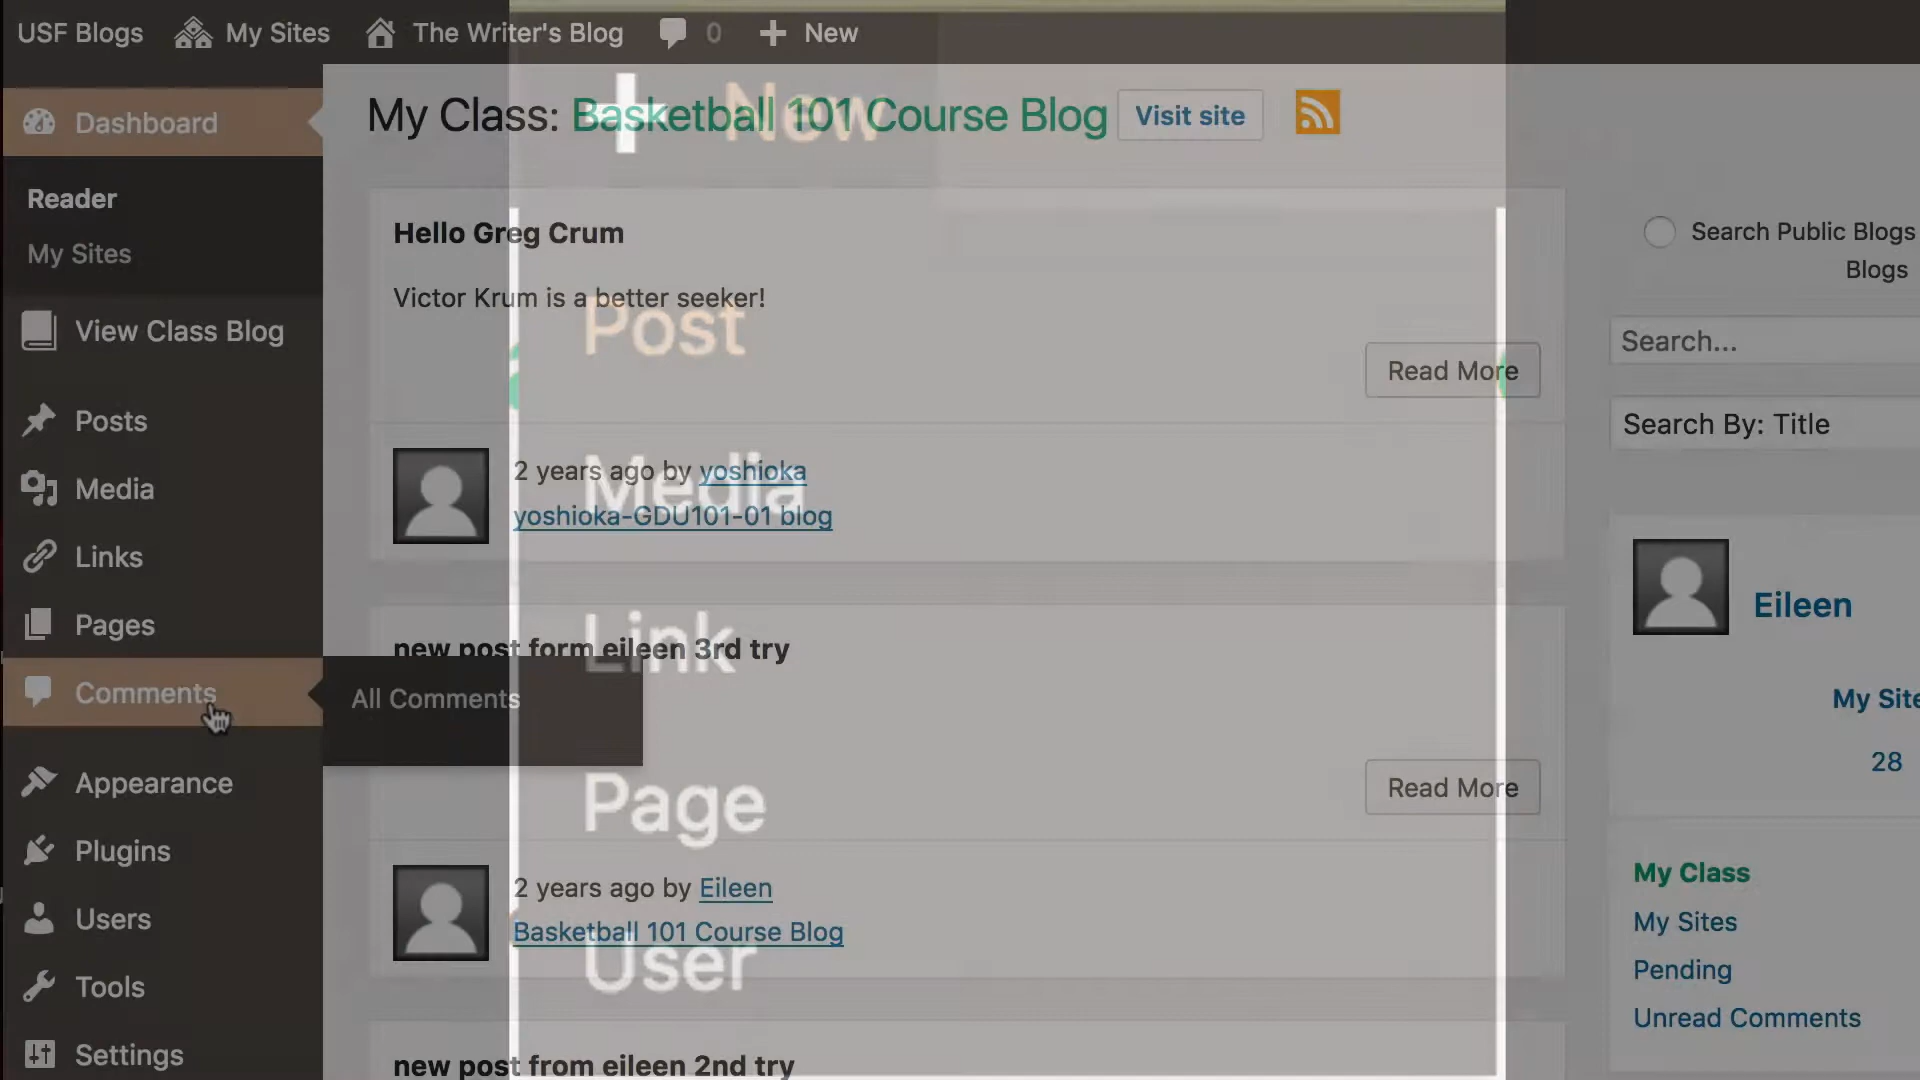 USF Blogs My Sites The Writer's Blog 0 New
Dashboard
Reader
My Sites
View Class Blog
Posts
Media
Links
Pages
Comments
All Comments
Appearance
Plugins
Users
Tools
Settings
My Class: Basketball 101 Course Blog Visit site
Hello Greg Crum
Victor Krum is a better seeker!
Read More
2 years ago by yoshioka
yoshioka-GDU101-01 blog
new post form eileen 3rd try
Read More
2 years ago by Eileen
Basketball 101 Course Blog
new post from eileen 2nd try
+ New
Post
Media
Link
Page
User
Search Public Blogs
Blogs
Search...
Search By: Title
Eileen
My Site
28
My Class
My Sites
Pending
Unread Comments